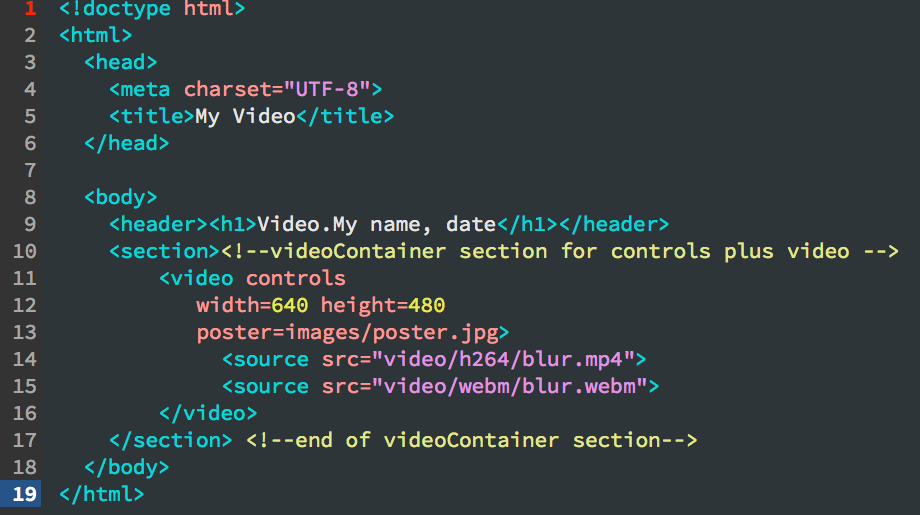 1 <!doctype html>
2 <html>
3   <head>
4     <meta charset="UTF-8">
5     <title>My Video</title>
6   </head>
7
8   <body>
9     <header><h1>Video.My name, date</h1></header>
10     <section><!--videoContainer section for controls plus video -->
11         <video controls
12            width=640 height=480
13            poster=images/poster.jpg>
14              <source src="video/h264/blur.mp4">
15              <source src="video/webm/blur.webm">
16         </video>
17     </section> <!--end of videoContainer section-->
18   </body>
19 </html>